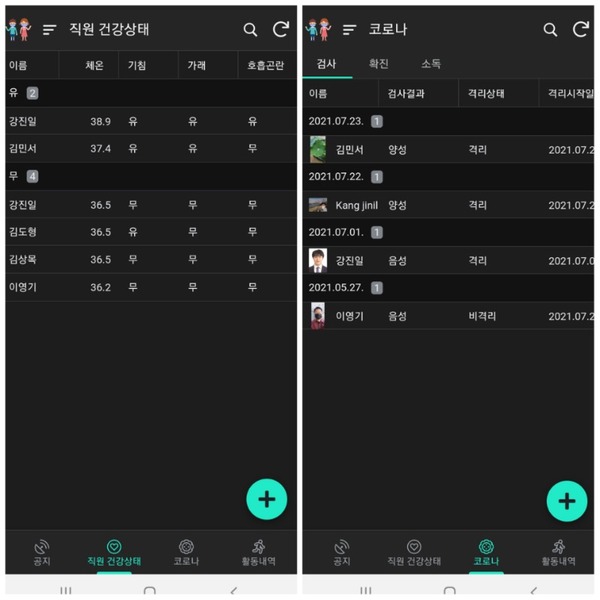 직원 건강상태
이름 체온 기침 가래 호흡곤란
유 2
강진일 38.9 유 유 유
김민서 37.4 유 유 무
무 4
강진일 36.5 무 무 무
김도형 36.5 유 무 무
김상목 36.5 무 무 무
이영기 36.2 무 무 무
공지 직원 건강상태 코로나 활동내역
코로나
검사 확진 소독
이름 검사결과 격리상태 격리시작일
2021.07.23. 1
김민서 양성 격리 2021.07.2
2021.07.22. 1
Kang jinil 양성 격리 2021.07.2
2021.07.01. 1
강진일 음성 격리 2021.07.0
2021.05.27. 1
이영기 음성 비격리 2021.07.2
공지 직원 건강상태 코로나 활동내역